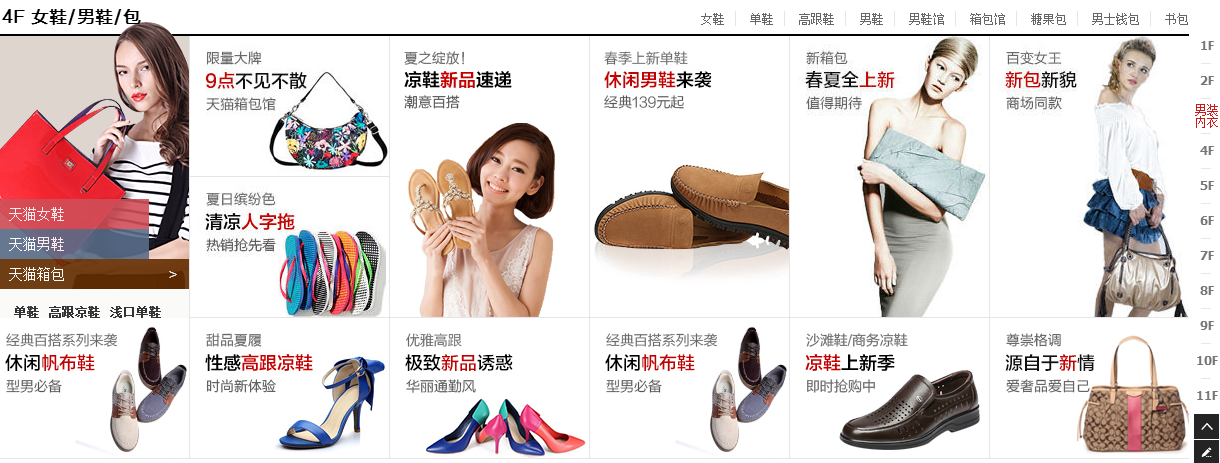 4F 女鞋/男鞋/包
女鞋
单鞋
高跟鞋
男鞋
男鞋馆
箱包馆
糖果包
男士钱包
书包
天猫女鞋
天猫男鞋
天猫箱包 >
单鞋 高跟凉鞋 浅口单鞋
限量大牌
9点不见不散
天猫箱包馆
夏日缤纷色
清凉人字拖
热销抢先看
夏之绽放!
凉鞋新品速递
潮意百搭
春季上新单鞋
休闲男鞋来袭
经典139元起
新箱包
春夏全上新
值得期待
百变女王
新包新貌
商场同款
经典百搭系列来袭
休闲帆布鞋
型男必备
甜品夏履
性感高跟凉鞋
时尚新体验
优雅高跟
极致新品诱惑
华丽通勤风
经典百搭系列来袭
休闲帆布鞋
型男必备
沙滩鞋/商务凉鞋
凉鞋上新季
即时抢购中
尊崇格调
源自于新情
爱奢品爱自己
1F
2F
男装
内衣
4F
5F
6F
7F
8F
9F
10F
11F